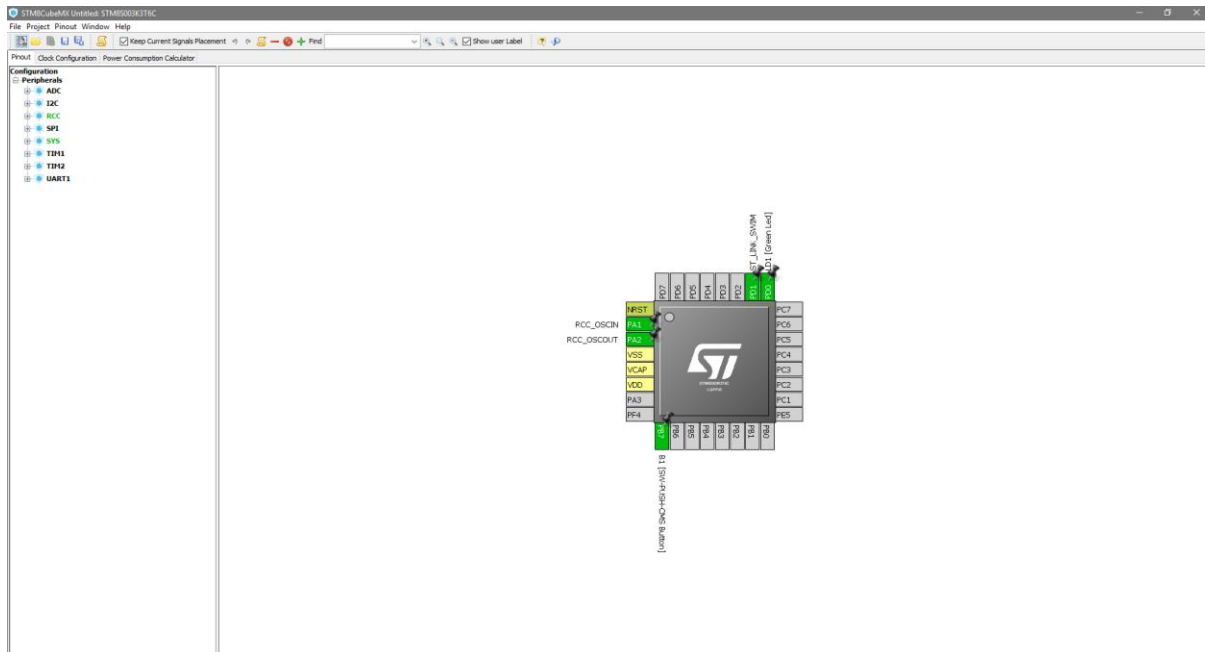 STM8CubeMX Untitled: STM8S003K3T6C
File Project Pinout Window Help
Keep Current Signals Placement Find Show user Label
Pinout Clock Configuration Power Consumption Calculator
Configuration
Peripherals
ADC
I2C
RCC
SPI
SYS
TIM1
TIM2
UART1
ST_LINK_SWIM
LD1 [Green Led]
PD7 PD6 PD5 PD4 PD3 PD2 PD1 PD0
NRST PC7
RCC_OSCIN PA1 PC6
RCC_OSCOUT PA2 PC5
VSS PC4
VCAP PC3
VDD PC2
PA3 PC1
PF4 PE5
ST
PB7 PB6 PB5 PB4 PB3 PB2 PB1 PB0
B1 [SW-PUSH-CMS Button]